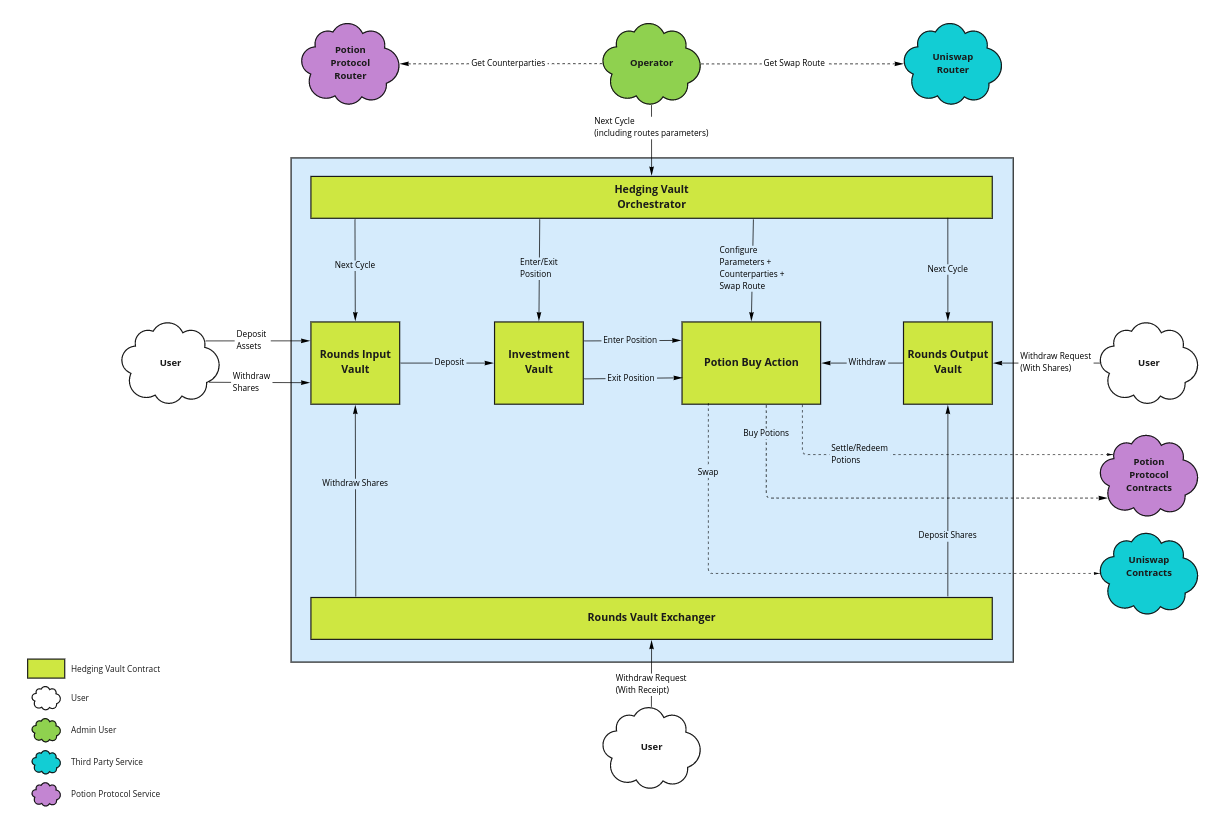 Potion
Protocol
Router
Get Counterparties
Operator
Get Swap Route
Uniswap
Router
Next Cycle
(including routes parameters)
Hedging Vault
Orchestrator
Next Cycle
Enter/Exit
Position
Configure
Parameters +
Counterparties +
Swap Route
Next Cycle
User
Deposit
Assets
Withdraw
Shares
Rounds Input
Vault
Deposit
Investment
Vault
Enter Position
Exit Position
Potion Buy Action
Withdraw
Rounds Output
Vault
Withdraw Request
(With Shares)
User
Buy Potions
Settle/Redeem
Potions
Swap
Withdraw Shares
Potion
Protocol
Contracts
Deposit Shares
Uniswap
Contracts
Rounds Vault Exchanger
Withdraw Request
(With Receipt)
User
Hedging Vault Contract
User
Admin User
Third Party Service
Potion Protocol Service